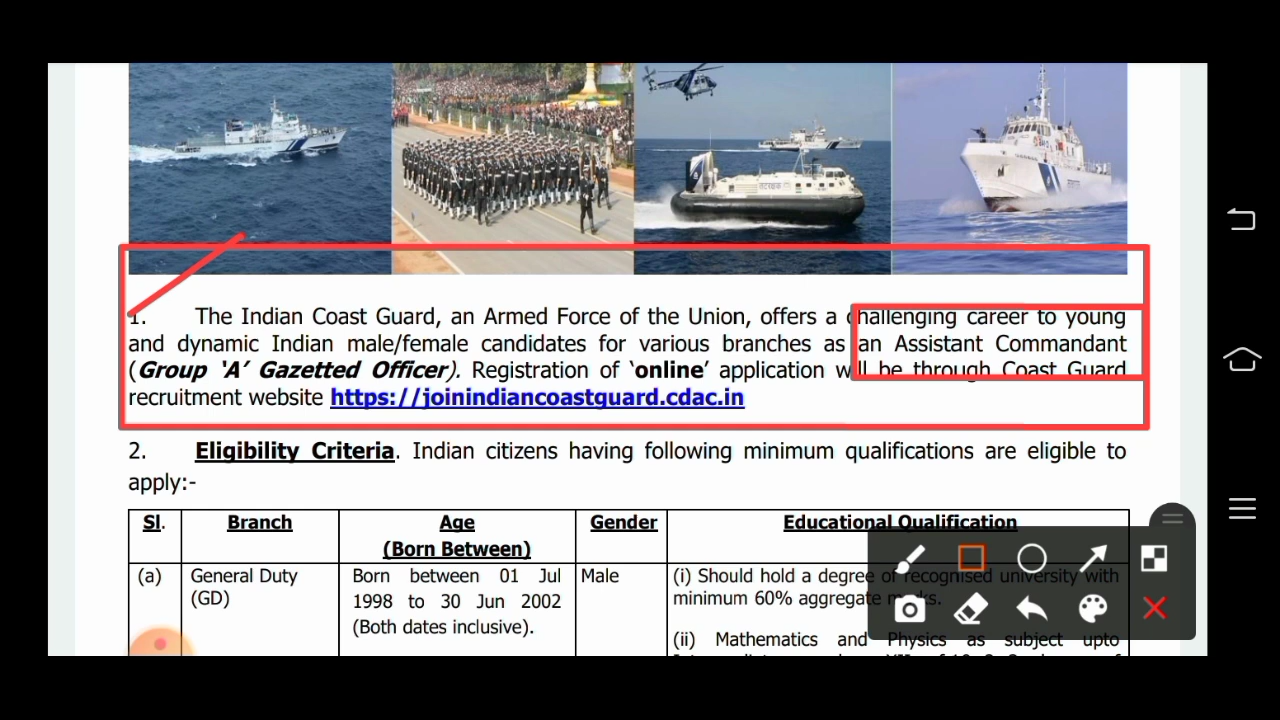 1. The Indian Coast Guard, an Armed Force of the Union, offers a challenging career to young
and dynamic Indian male/female candidates for various branches as an Assistant Commandant
(Group ‘A’ Gazetted Officer). Registration of ‘online’ application will be through Coast Guard
recruitment website https://joinindiancoastguard.cdac.in
2. Eligibility Criteria. Indian citizens having following minimum qualifications are eligible to
apply:-
Sl. Branch Age Gender Educational Qualification
(Born Between)
(a) General Duty Born between 01 Jul Male (i) Should hold a degree of recognised university with
(GD) 1998 to 30 Jun 2002 minimum 60% aggregate marks.
(Both dates inclusive).
(ii) Mathematics and Physics as subject upto